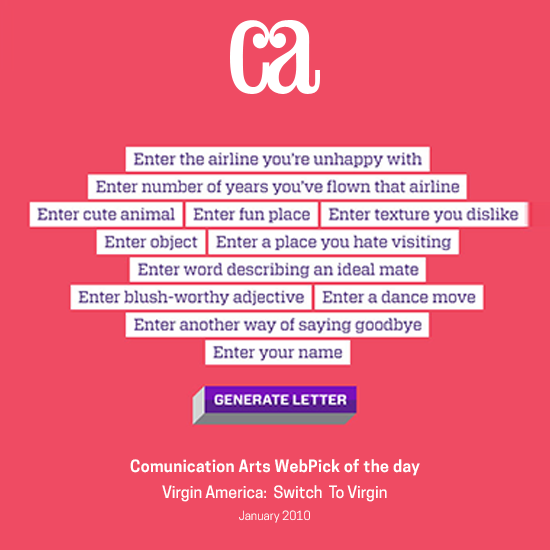 ca
Enter the airline you're unhappy with
Enter number of years you've flown that airline
Enter cute animal Enter fun place Enter texture you dislike
Enter object Enter a place you hate visiting
Enter word describing an ideal mate
Enter blush-worthy adjective Enter a dance move
Enter another way of saying goodbye
Enter your name
GENERATE LETTER
Comunication Arts WebPick of the day
Virgin America: Switch To Virgin
January 2010